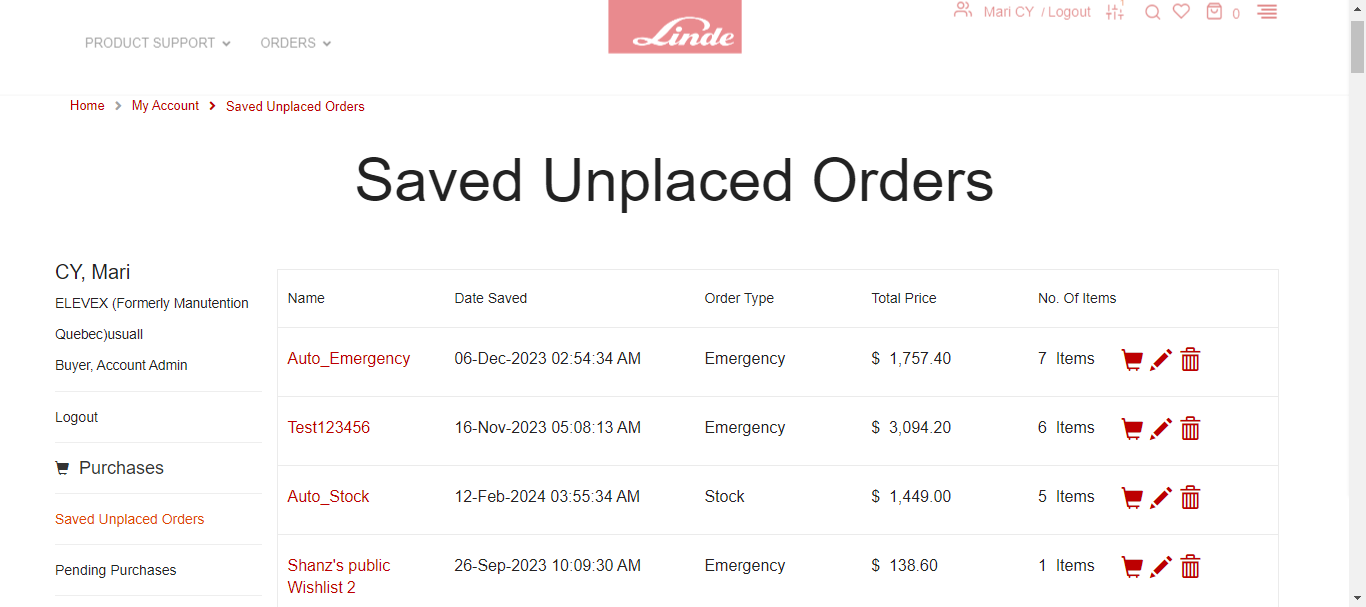 Mari CY / Logout
0
PRODUCT SUPPORT
ORDERS
Linde
Home
My Account
Saved Unplaced Orders
Saved Unplaced Orders
CY, Mari
ELEVEX (Formerly Manutention
Quebec)usuall
Buyer, Account Admin
Logout
Purchases
Saved Unplaced Orders
Pending Purchases
Name Date Saved Order Type Total Price No. Of Items
Auto_Emergency 06-Dec-2023 02:54:34 AM Emergency $ 1,757.40 7 Items
Test123456 16-Nov-2023 05:08:13 AM Emergency $ 3,094.20 6 Items
Auto_Stock 12-Feb-2024 03:55:34 AM Stock $ 1,449.00 5 Items
Shanz's public 26-Sep-2023 10:09:30 AM Emergency $ 138.60 1 Items
Wishlist 2